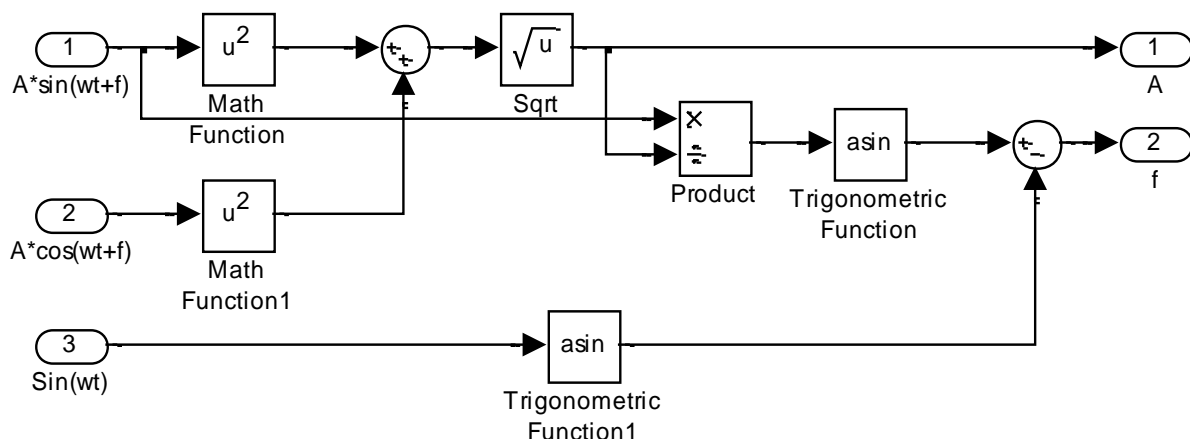 1
A*sin(wt+f)
u2
Math
Function
++
√u
Sqrt
1
A
×
÷
Product
asin
Trigonometric
Function
+−
2
f
2
A*cos(wt+f)
u2
Math
Function1
3
Sin(wt)
asin
Trigonometric
Function1